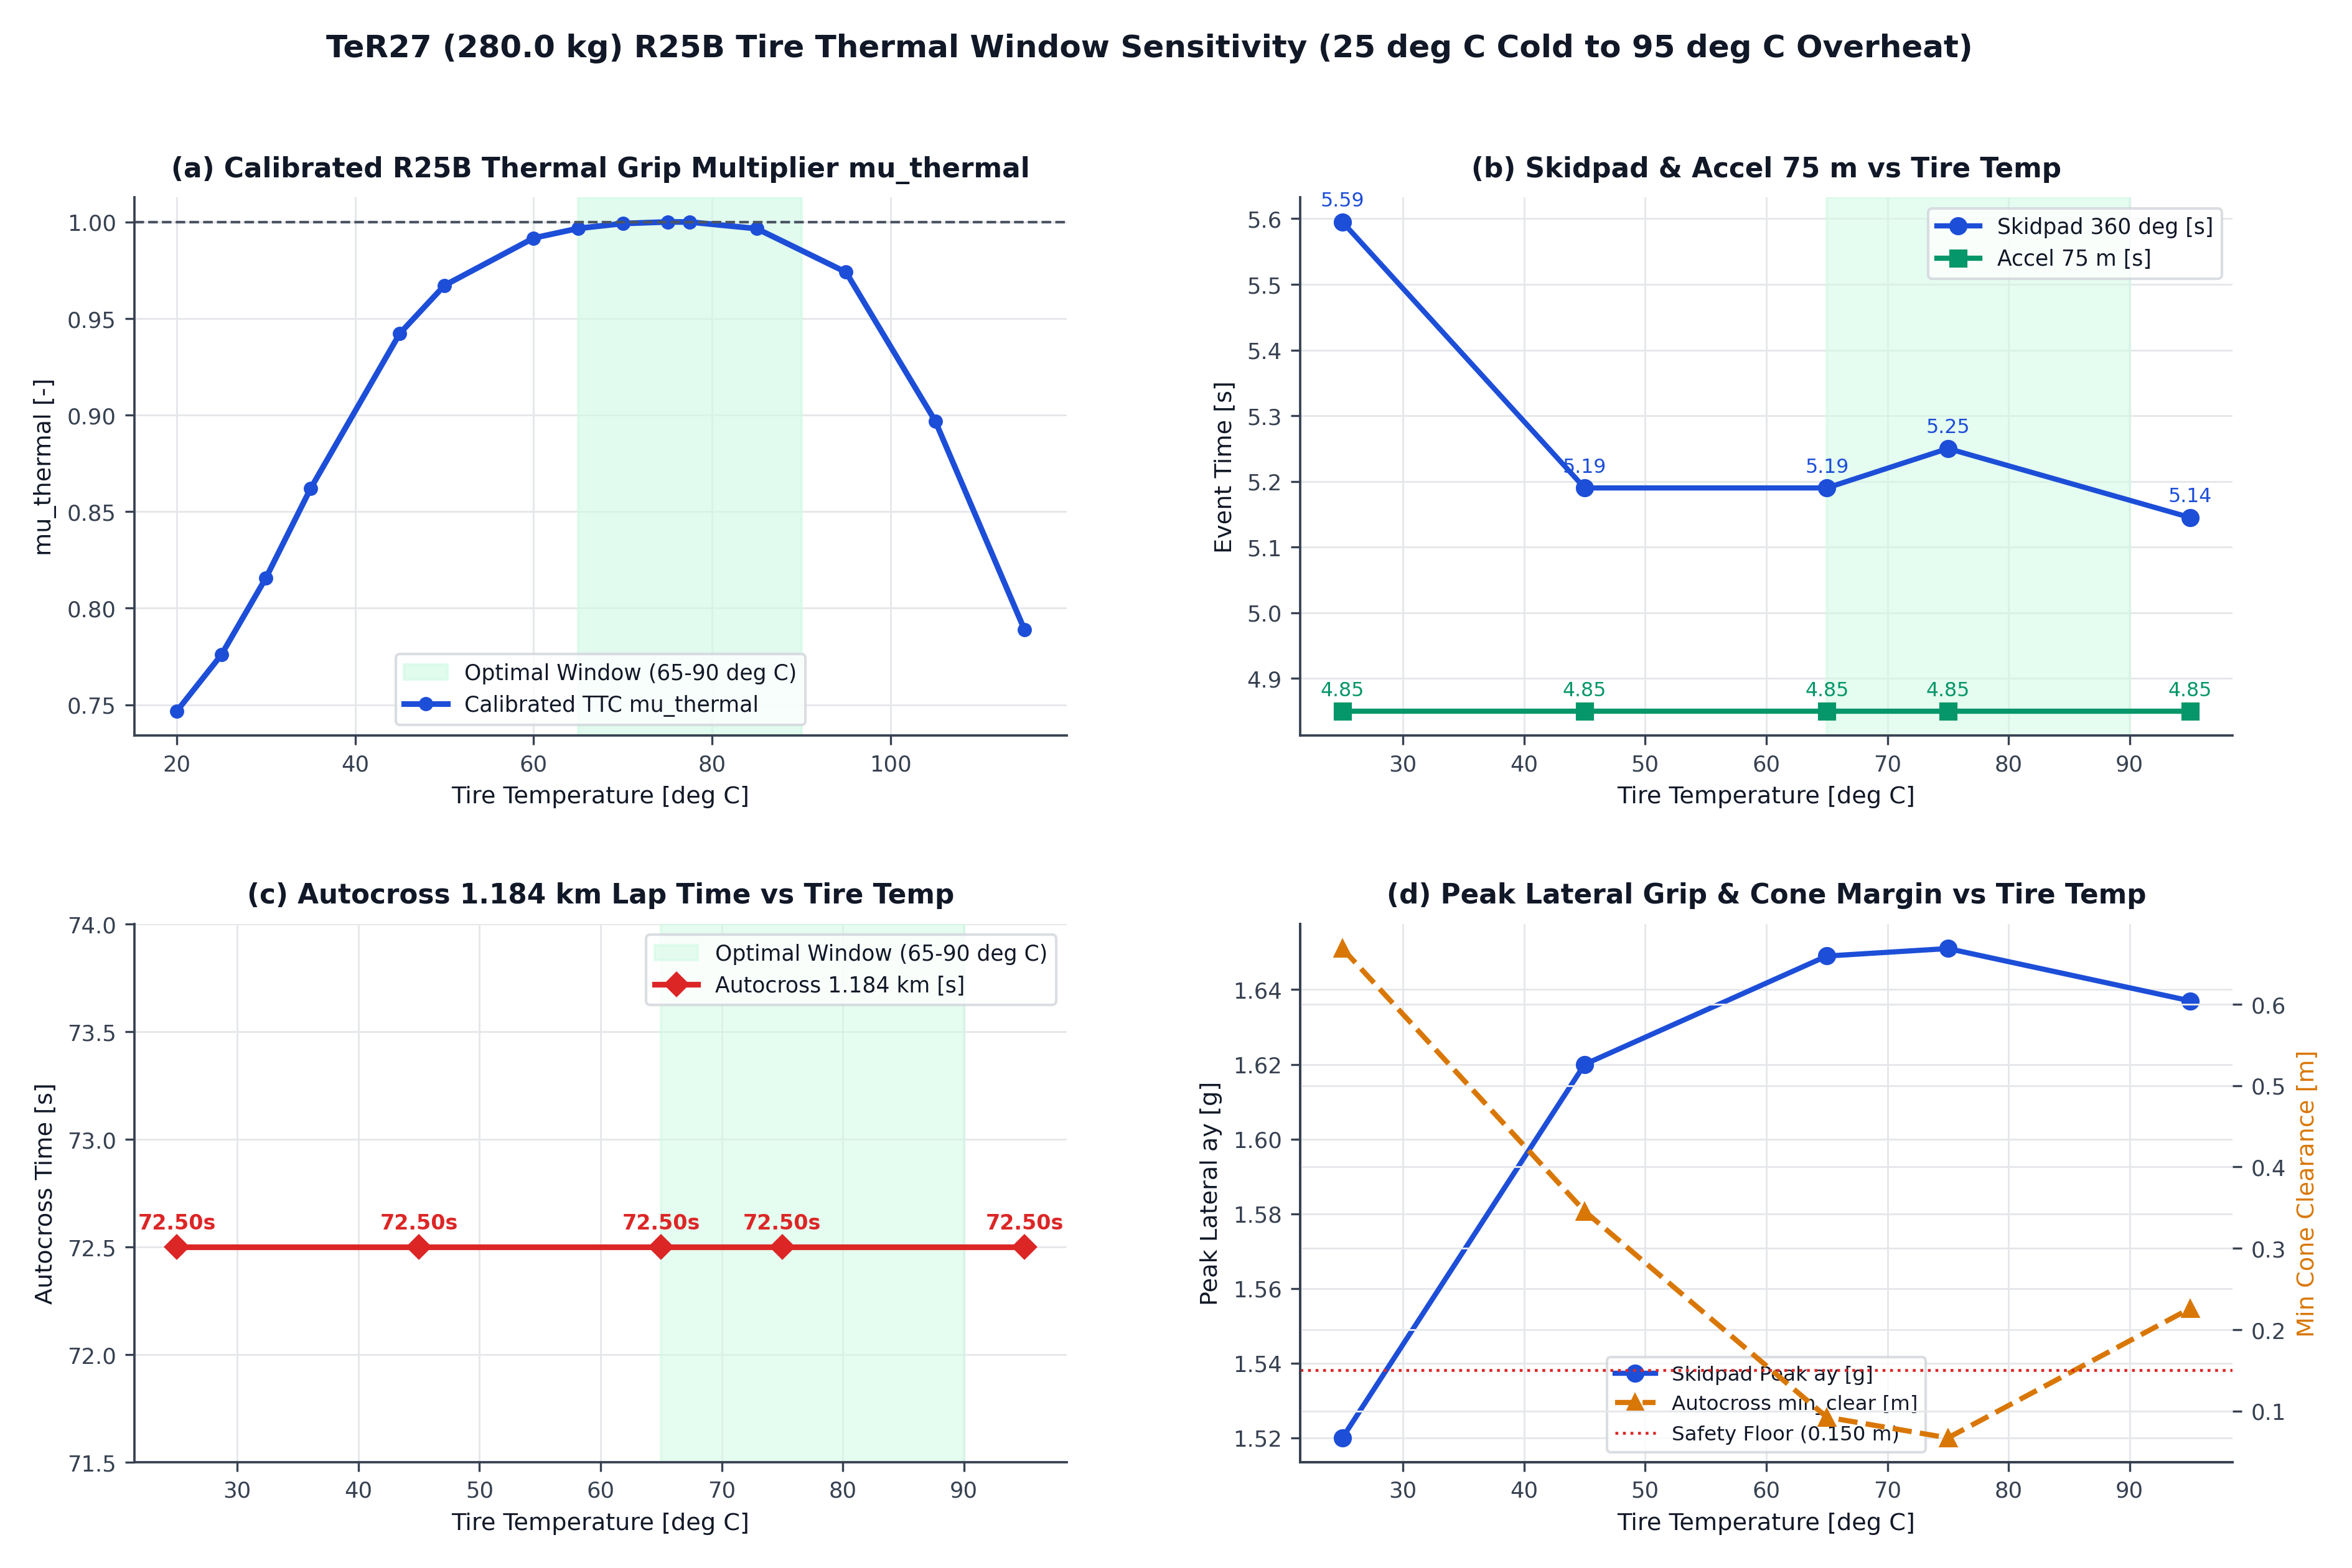 TeR27 (280.0 kg) R25B Tire Thermal Window Sensitivity (25 deg C Cold to 95 deg C Overheat)
(a) Calibrated R25B Thermal Grip Multiplier mu_thermal
mu_thermal [-]
1.00
0.95
0.90
0.85
0.80
0.75
Optimal Window (65-90 deg C)
Calibrated TTC mu_thermal
20 40 60 80 100
Tire Temperature [deg C]
(b) Skidpad & Accel 75 m vs Tire Temp
Event Time [s]
5.6
5.5
5.4
5.3
5.2
5.1
5.0
4.9
Skidpad 360 deg [s]
Accel 75 m [s]
5.59 5.19 5.19 5.25 5.14
4.85 4.85 4.85 4.85 4.85
30 40 50 60 70 80 90
Tire Temperature [deg C]
(c) Autocross 1.184 km Lap Time vs Tire Temp
Autocross Time [s]
74.0
73.5
73.0
72.5
72.0
71.5
Optimal Window (65-90 deg C)
Autocross 1.184 km [s]
72.50s 72.50s 72.50s 72.50s 72.50s
30 40 50 60 70 80 90
Tire Temperature [deg C]
(d) Peak Lateral Grip & Cone Margin vs Tire Temp
Peak Lateral ay [g]
1.64
1.62
1.60
1.58
1.56
1.54
1.52
Skidpad Peak ay [g]
Autocross min_clear [m]
Safety Floor (0.150 m)
0.6
0.5
0.4
0.3
0.2
0.1
Min Cone Clearance [m]
30 40 50 60 70 80 90
Tire Temperature [deg C]